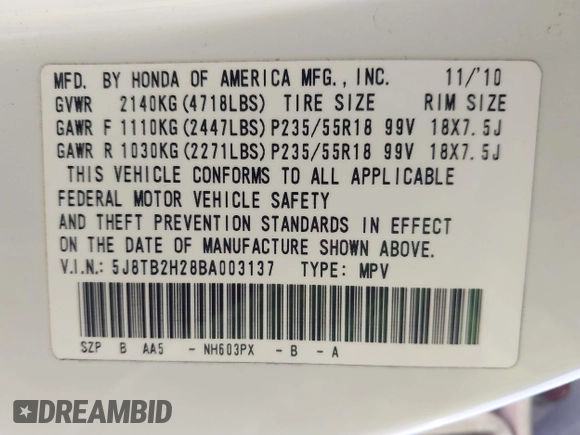 MFD. BY HONDA OF AMERICA MFG., INC. 11/'10
GVWR 2140KG(4718LBS) TIRE SIZE RIM SIZE
GAWR F 1110KG(2447LBS)P235/55R18 99V 18X7.5J
GAWR R 1030KG(2271LBS)P235/55R18 99V 18X7.5J
THIS VEHICLE CONFORMS TO ALL APPLICABLE
FEDERAL MOTOR VEHICLE SAFETY
AND THEFT PREVENTION STANDARDS IN EFFECT
ON THE DATE OF MANUFACTURE SHOWN ABOVE.
V.I.N.: 5J8TB2H28BA003137 TYPE: MPV
SZP B AA5 - NH603PX - B - A
DREAMBID